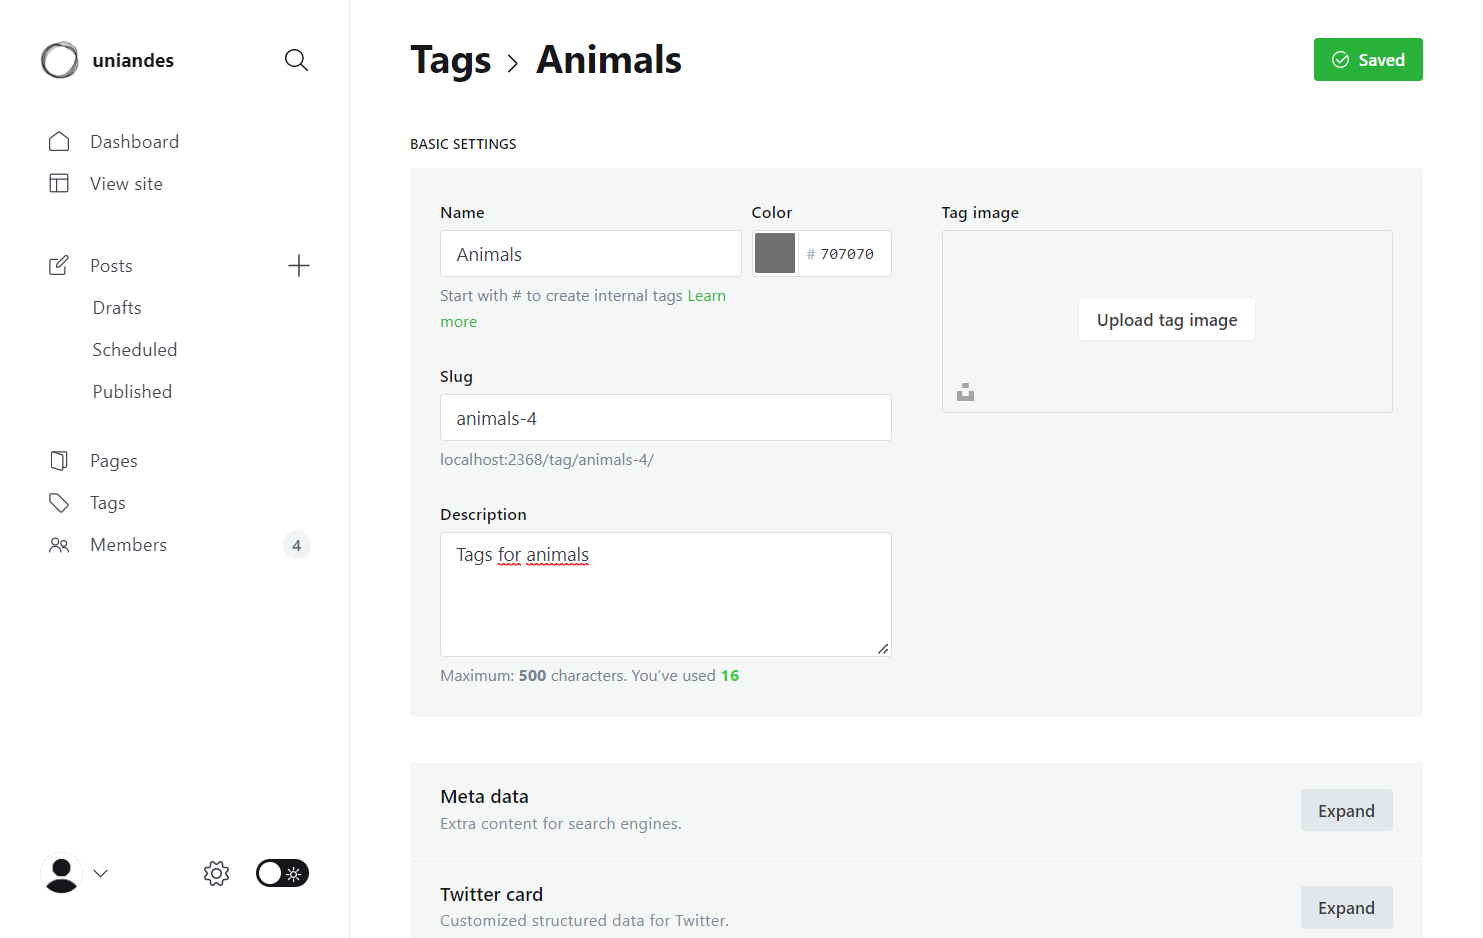 uniandes
Dashboard
View site
Posts
Drafts
Scheduled
Published
Pages
Tags
Members 4
Tags > Animals
Saved
BASIC SETTINGS
Name
Animals
Start with # to create internal tags Learn
more
Color
# 707070
Slug
animals-4
localhost:2368/tag/animals-4/
Description
Tags for animals
Maximum: 500 characters. You’ve used 16
Tag image
Upload tag image
Meta data
Extra content for search engines.
Expand
Twitter card
Customized structured data for Twitter.
Expand